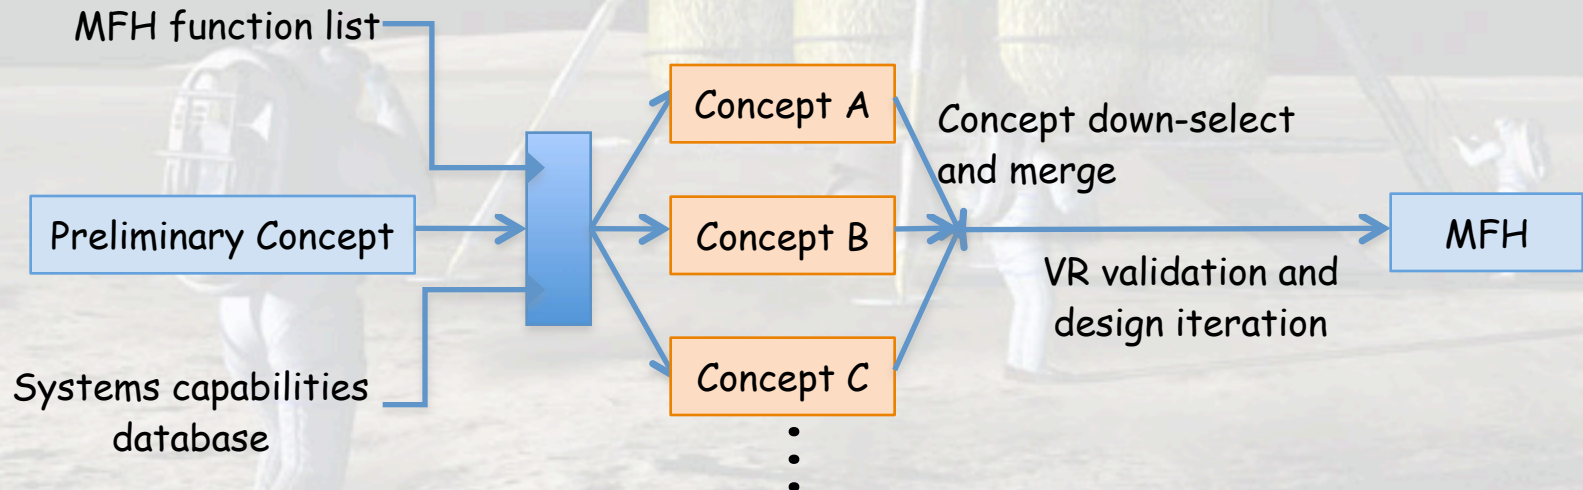 MFH function list
Preliminary Concept
Systems capabilities
database
Concept A
Concept B
Concept C
Concept down-select
and merge
VR validation and
design iteration
MFH